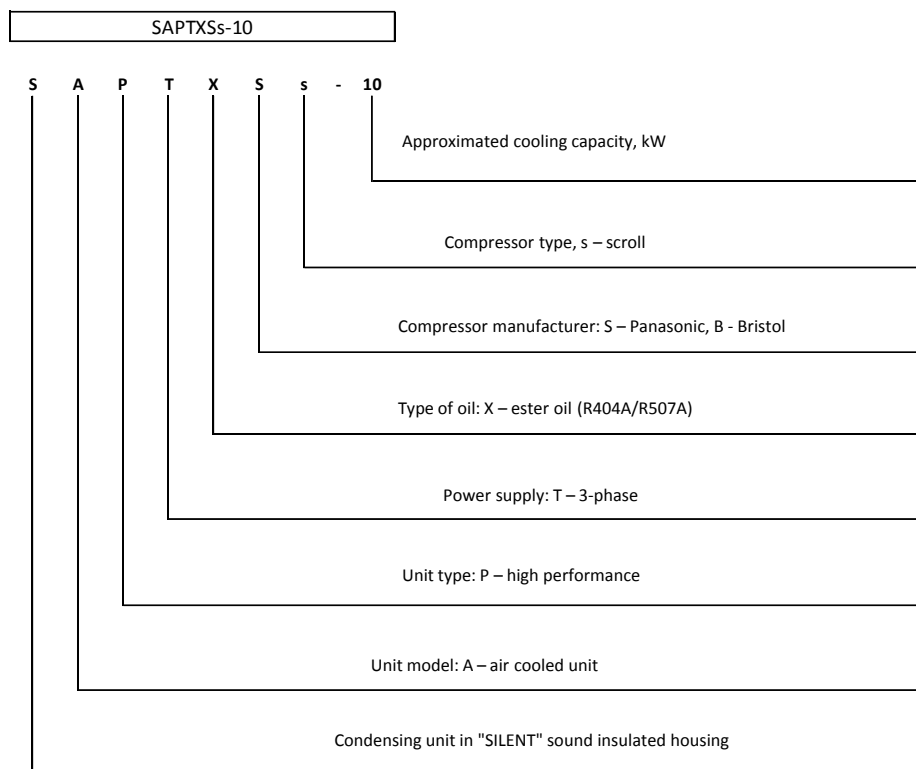 SAPTXSs-10
S A P T X S s - 10
Approximated cooling capacity, kW
Compressor type, s – scroll
Compressor manufacturer: S – Panasonic, B - Bristol
Type of oil: X – ester oil (R404A/R507A)
Power supply: T – 3-phase
Unit type: P – high performance
Unit model: A – air cooled unit
Condensing unit in "SILENT" sound insulated housing